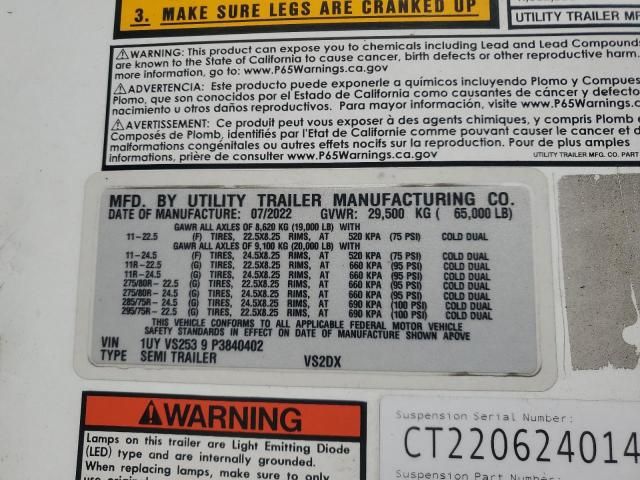 3. MAKE SURE LEGS ARE CRANKED UP
UTILITY TRAILER MF
WARNING: This product can expose you to chemicals including Lead and Lead Compounds
are known to the State of California to cause cancer, birth defects or other reproductive harm.
more information, go to: www.P65Warnings.ca.gov
ADVERTENCIA: Este producto puede exponerle a químicos incluyendo Plomo y Compues
Plomo, que son conocidos por el Estado de California como causantes de cáncer y defectos
nacimiento u otros daños reproductivos. Para mayor información, visite www.P65Warnings.c
AVERTISSEMENT: Ce produit peut vous exposer à des agents chimiques, y compris Plomb e
Composés de Plomb, identifiés par l'Etat de Californie comme pouvant causer le cancer et d
malformations congénitales ou autres effets nocifs sur la reproduction. Pour de plus amples
informations, prière de consulter www.P65Warnings.ca.gov
UTILITY TRAILER MFG. CO. PART
MFD. BY UTILITY TRAILER MANUFACTURING CO.
DATE OF MANUFACTURE: 07/2022 GVWR: 29,500 KG ( 65,000 LB)
GAWR ALL AXLES OF 8,620 KG (19,000 LB) WITH
11-22.5 (F) TIRES, 22.5X8.25 RIMS, AT 520 KPA (75 PSI) COLD DUAL
GAWR ALL AXLES OF 9,100 KG (20,000 LB) WITH
11-24.5 (F) TIRES, 24.5X8.25 RIMS, AT 520 KPA (75 PSI) COLD DUAL
11R-22.5 (G) TIRES, 22.5X8.25 RIMS, AT 660 KPA (95 PSI) COLD DUAL
11R-24.5 (G) TIRES, 24.5X8.25 RIMS, AT 660 KPA (95 PSI) COLD DUAL
275/80R- 22.5 (G) TIRES, 22.5X8.25 RIMS, AT 660 KPA (95 PSI) COLD DUAL
275/80R- 24.5 (G) TIRES, 24.5X8.25 RIMS, AT 660 KPA (95 PSI) COLD DUAL
285/75R- 24.5 (G) TIRES, 24.5X8.25 RIMS, AT 690 KPA (100 PSI) COLD DUAL
295/75R- 22.5 (G) TIRES, 22.5X8.25 RIMS, AT 690 KPA (100 PSI) COLD DUAL
THIS VEHICLE CONFORMS TO ALL APPLICABLE FEDERAL MOTOR VEHICLE
SAFETY STANDARDS IN EFFECT ON DATE OF MANUFACTURE SHOWN ABOVE
VIN 1UY VS253 9 P3840402
TYPE SEMI TRAILER VS2DX
WARNING
Lamps on this trailer are Light Emitting Diode
(LED) type and are internally grounded.
When replacing lamps, make sure to only
Suspension Serial Number:
CT220624014
Suspension Part Number: